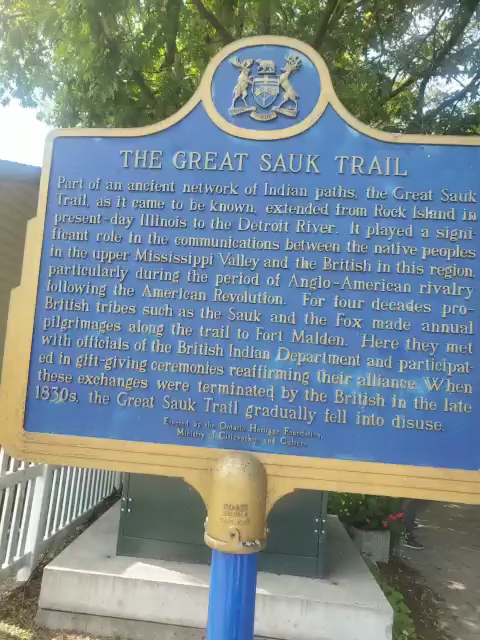 THE GREAT SAUK TRAIL
Part of an ancient network of Indian paths, the Great Sauk
Trail, as it came to be known, extended from Rock Island in
present-day Illinois to the Detroit River. It played a signi-
ficant role in the communications between the native peoples
in the upper Mississippi Valley and the British in this region,
particularly during the period of Anglo-American rivalry
following the American Revolution. For four decades pro-
British tribes such as the Sauk and the Fox made annual
pilgrimages along the trail to Fort Malden. Here they met
with officials of the British Indian Department and participat-
ed in gift-giving ceremonies reaffirming their alliance. When
these exchanges were terminated by the British in the late
1830s, the Great Sauk Trail gradually fell into disuse.
Erected by the Ontario Heritage Foundation,
Ministry of Citizenship and Culture